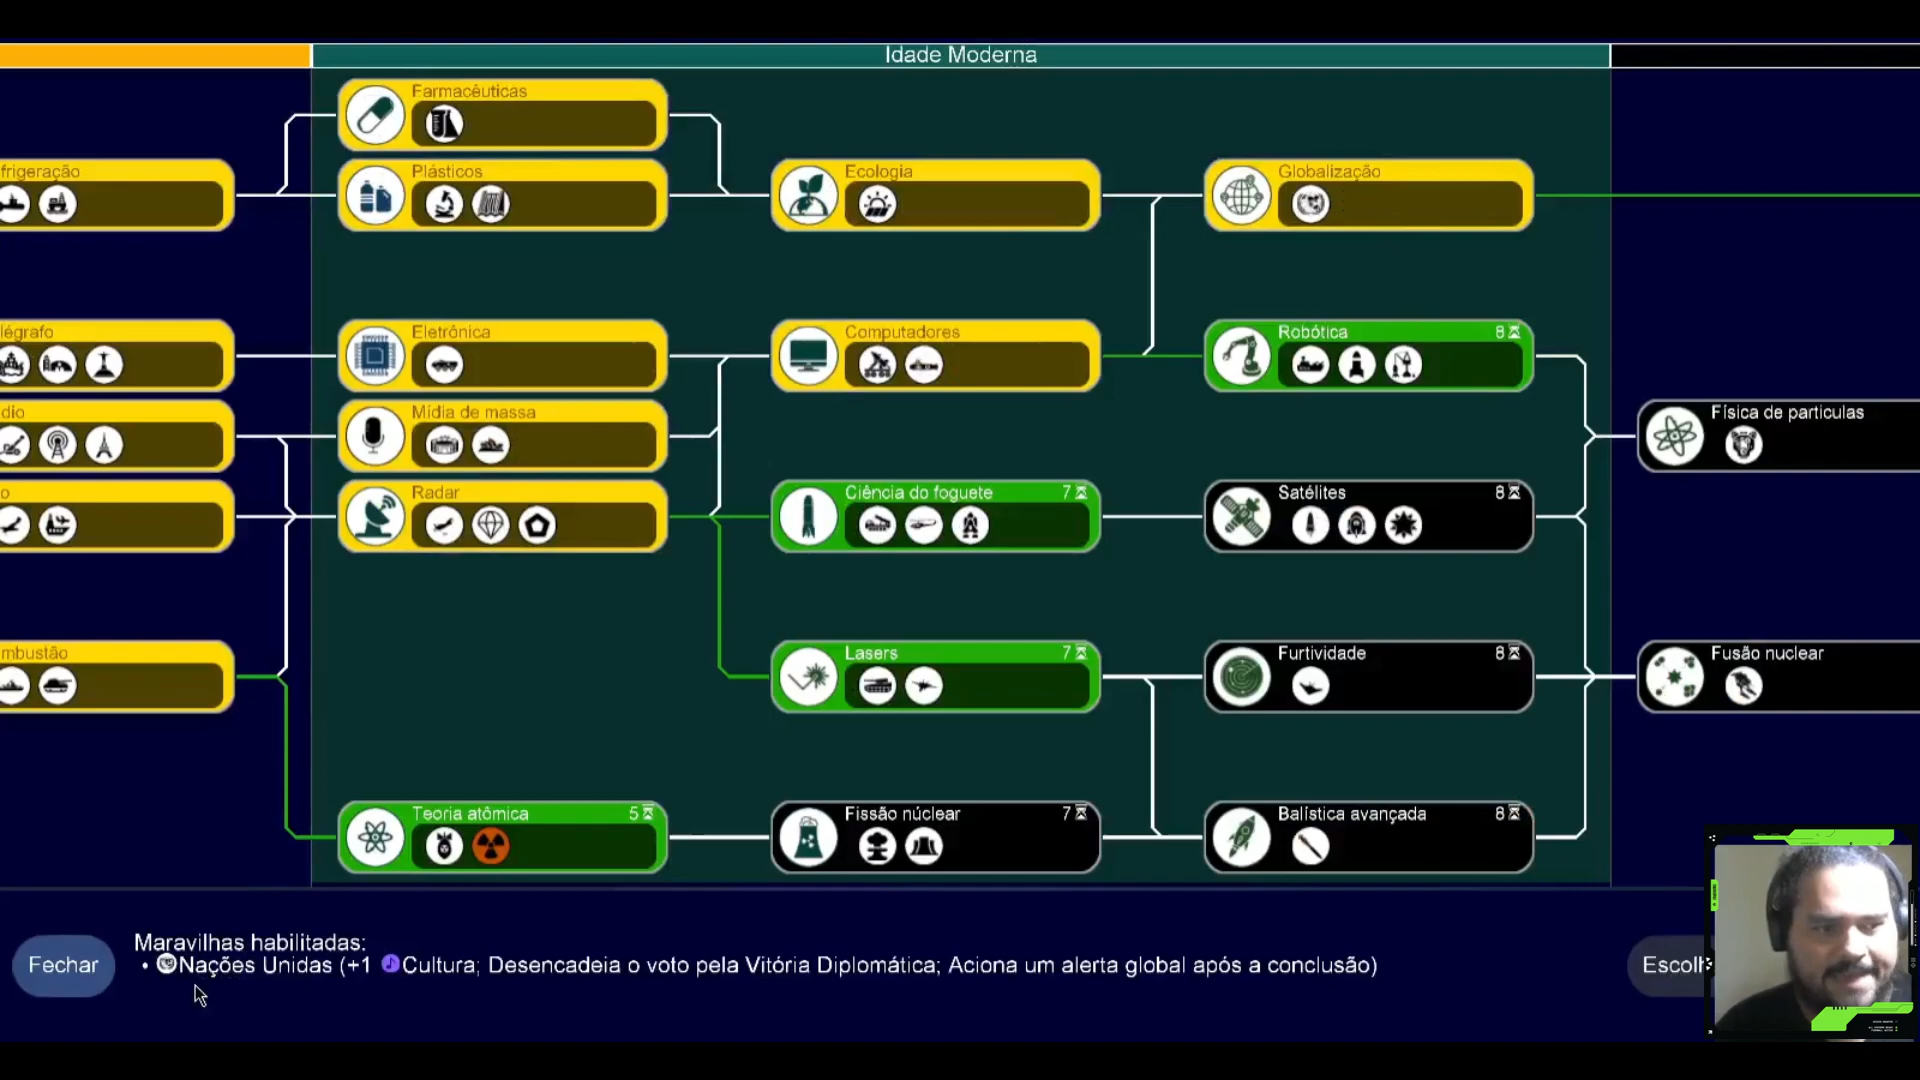 Idade Moderna
Farmacêuticas
frigeração
Plásticos
Ecologia
Globalização
légrafo
Eletrônica
Computadores
Robótica 8
dio
Mídia de massa
Física de particulas
o
Radar
Ciência do foguete 7
Satélites 8
mbustão
Lasers 7
Furtividade 8
Fusão nuclear
Teoria atômica 5
Fissão núclear 7
Balística avançada 8
Fechar
Maravilhas habilitadas:
• Nações Unidas (+1 Cultura; Desencadeia o voto pela Vitória Diplomática; Aciona um alerta global após a conclusão)
Escolh